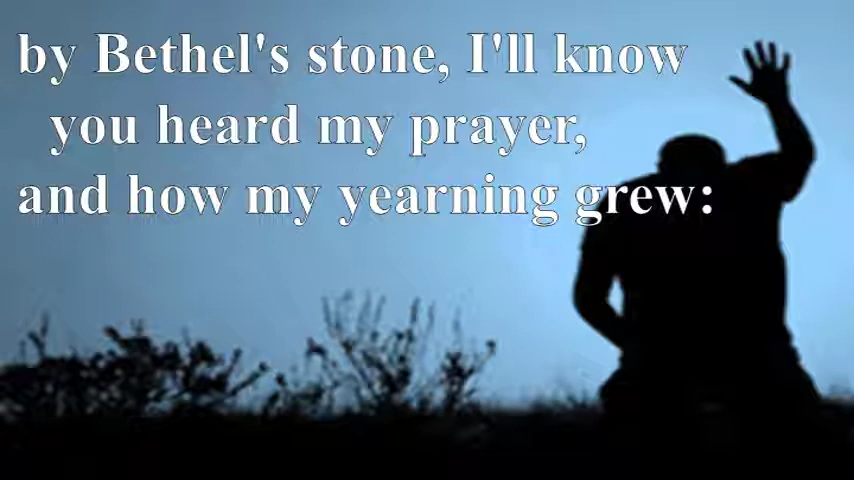 by Bethel's stone, I'll know
you heard my prayer,
and how my yearning grew: